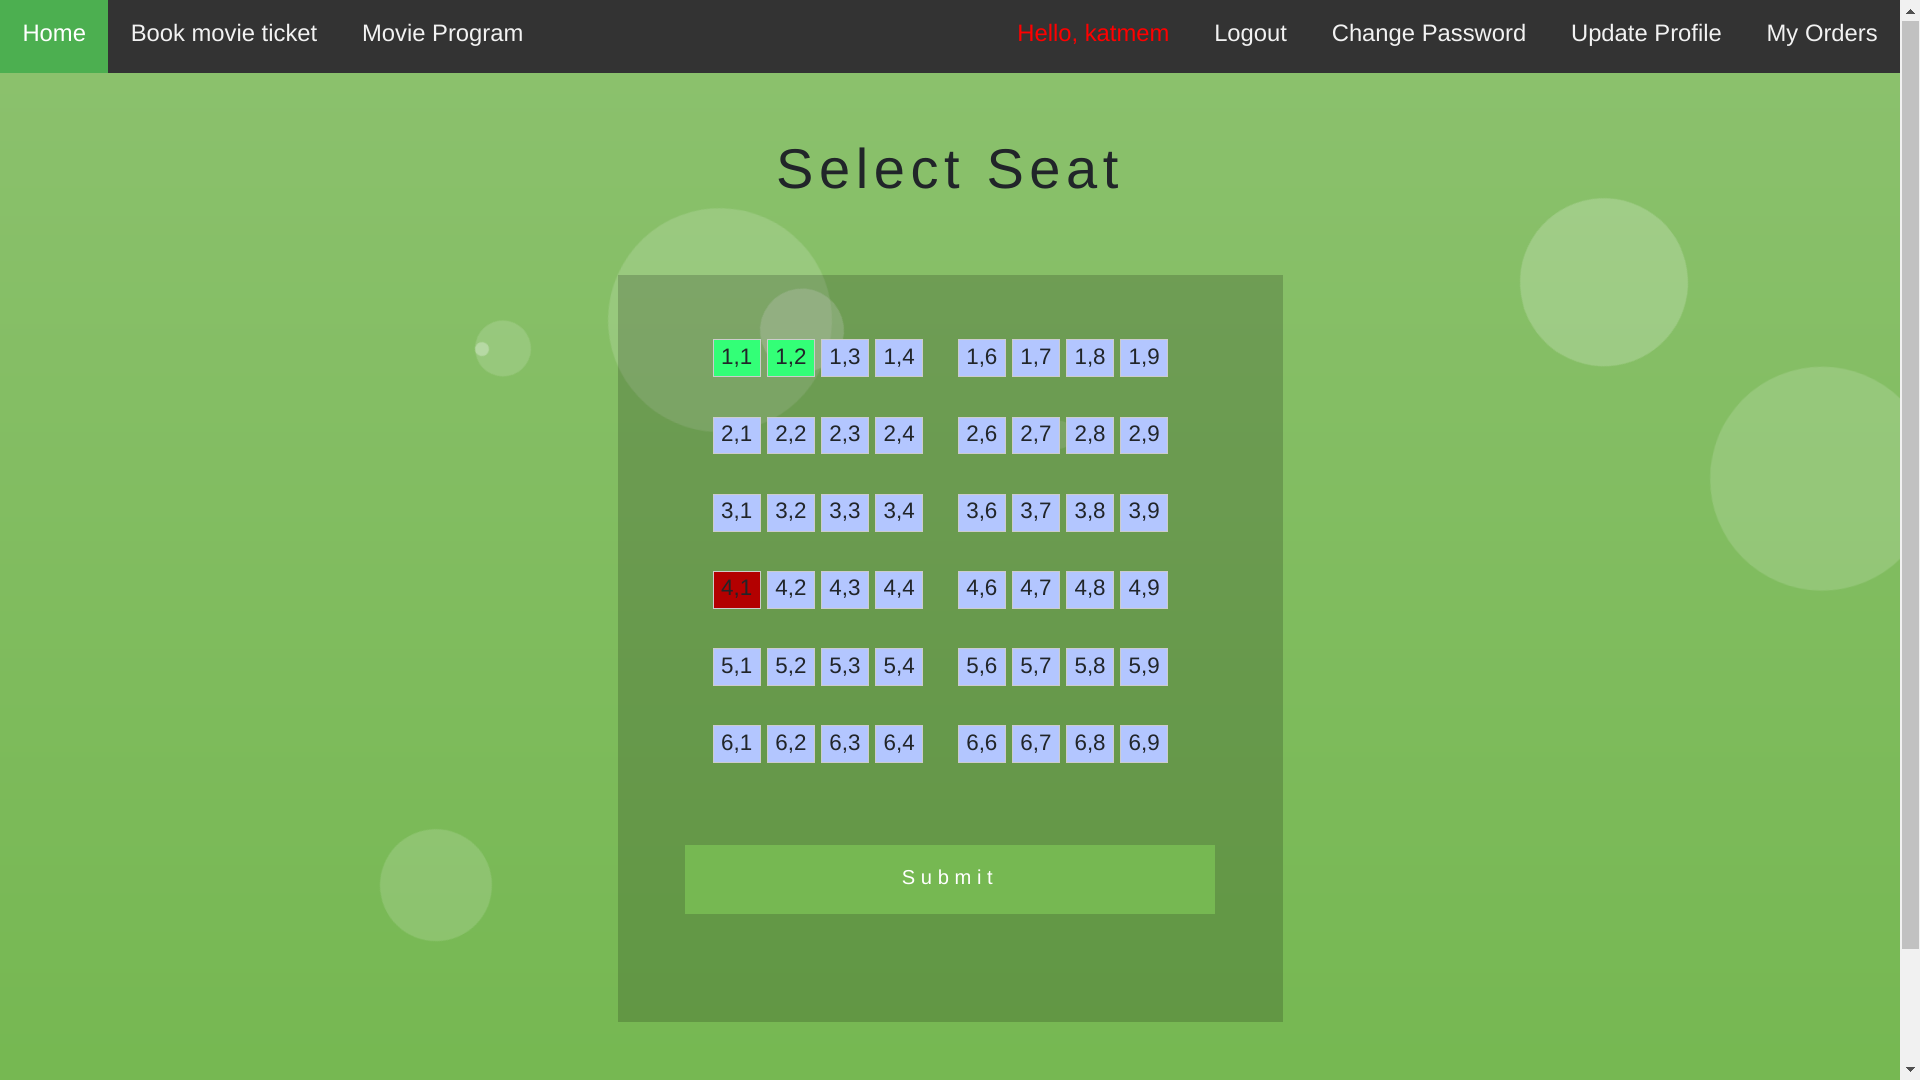 Home Book movie ticket Movie Program Hello, katmem Logout Change Password Update Profile My Orders
Select Seat
1,1 1,2 1,3 1,4 1,6 1,7 1,8 1,9
2,1 2,2 2,3 2,4 2,6 2,7 2,8 2,9
3,1 3,2 3,3 3,4 3,6 3,7 3,8 3,9
4,1 4,2 4,3 4,4 4,6 4,7 4,8 4,9
5,1 5,2 5,3 5,4 5,6 5,7 5,8 5,9
6,1 6,2 6,3 6,4 6,6 6,7 6,8 6,9
Submit